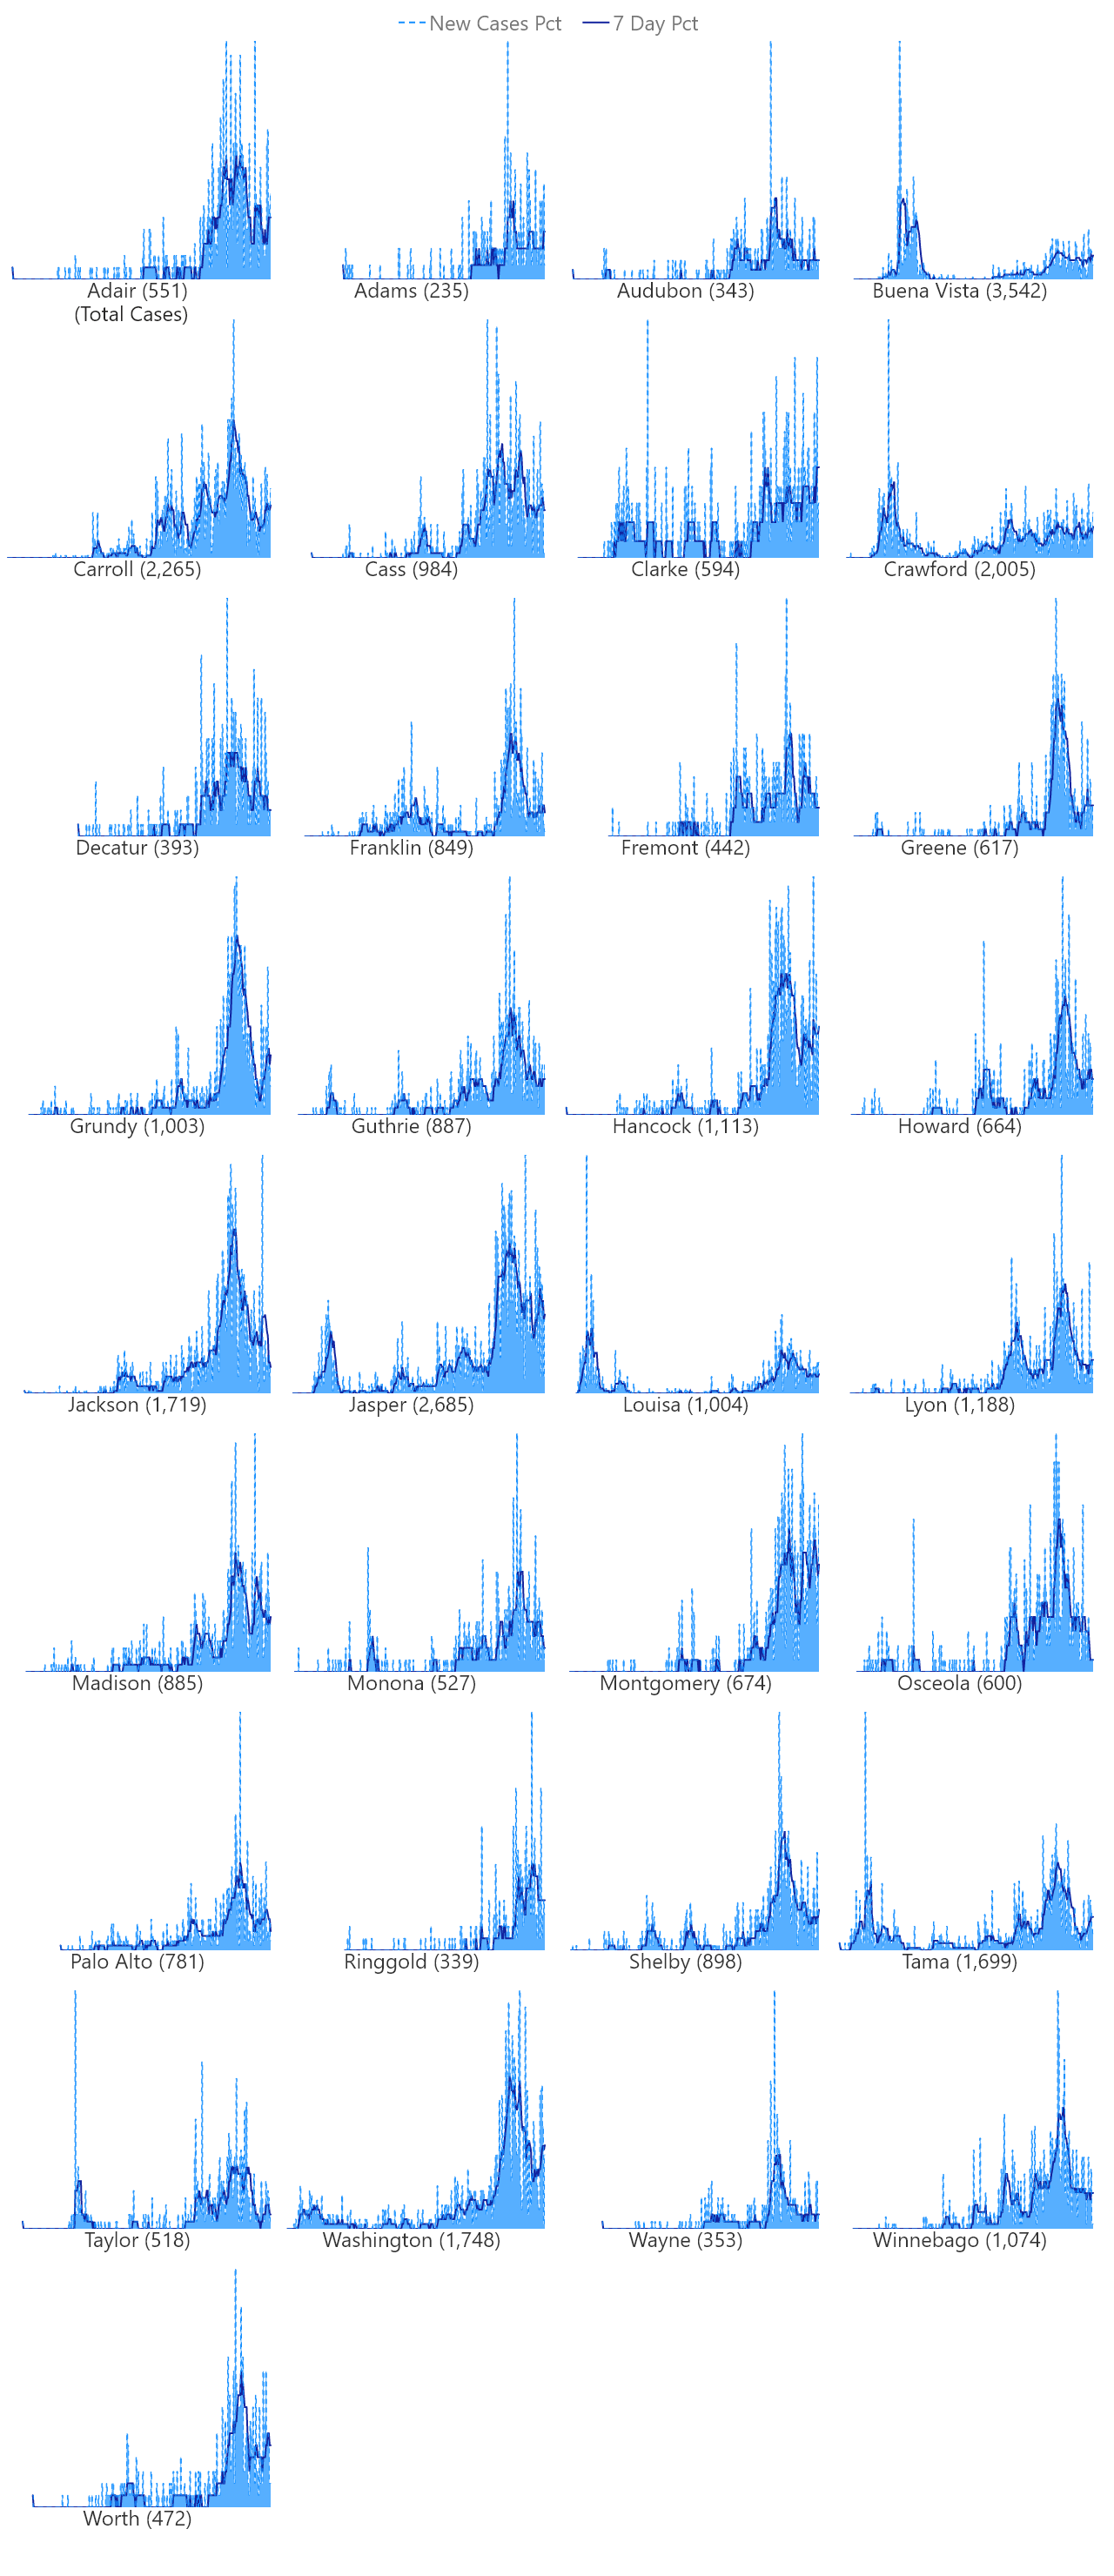 New Cases Pct 7 Day Pct
Adair (551) Adams (235) Audubon (343) Buena Vista (3,542)
(Total Cases)
Carroll (2,265) Cass (984) Clarke (594) Crawford (2,005)
Decatur (393) Franklin (849) Fremont (442) Greene (617)
Grundy (1,003) Guthrie (887) Hancock (1,113) Howard (664)
Jackson (1,719) Jasper (2,685) Louisa (1,004) Lyon (1,188)
Madison (885) Monona (527) Montgomery (674) Osceola (600)
Palo Alto (781) Ringgold (339) Shelby (898) Tama (1,699)
Taylor (518) Washington (1,748) Wayne (353) Winnebago (1,074)
Worth (472)